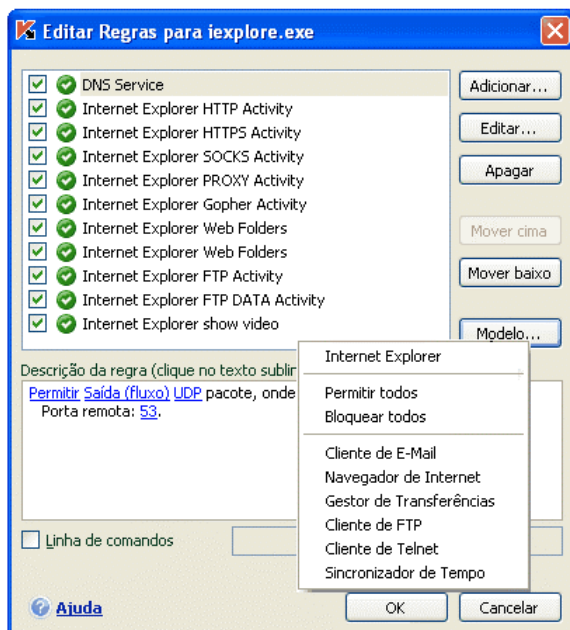 Editar Regras para iexplore.exe
DNS Service
Internet Explorer HTTP Activity
Internet Explorer HTTPS Activity
Internet Explorer SOCKS Activity
Internet Explorer PROXY Activity
Internet Explorer Gopher Activity
Internet Explorer Web Folders
Internet Explorer Web Folders
Internet Explorer FTP Activity
Internet Explorer FTP DATA Activity
Internet Explorer show video
Adicionar...
Editar...
Apagar
Mover cima
Mover baixo
Modelo...
Descrição da regra (clique no texto sublin
Permitir Saída (fluxo) UDP pacote, onde
Porta remota: 53.
Internet Explorer
Permitir todos
Bloquear todos
Cliente de E-Mail
Navegador de Internet
Gestor de Transferências
Cliente de FTP
Cliente de Telnet
Sincronizador de Tempo
Linha de comandos
Ajuda
OK
Cancelar